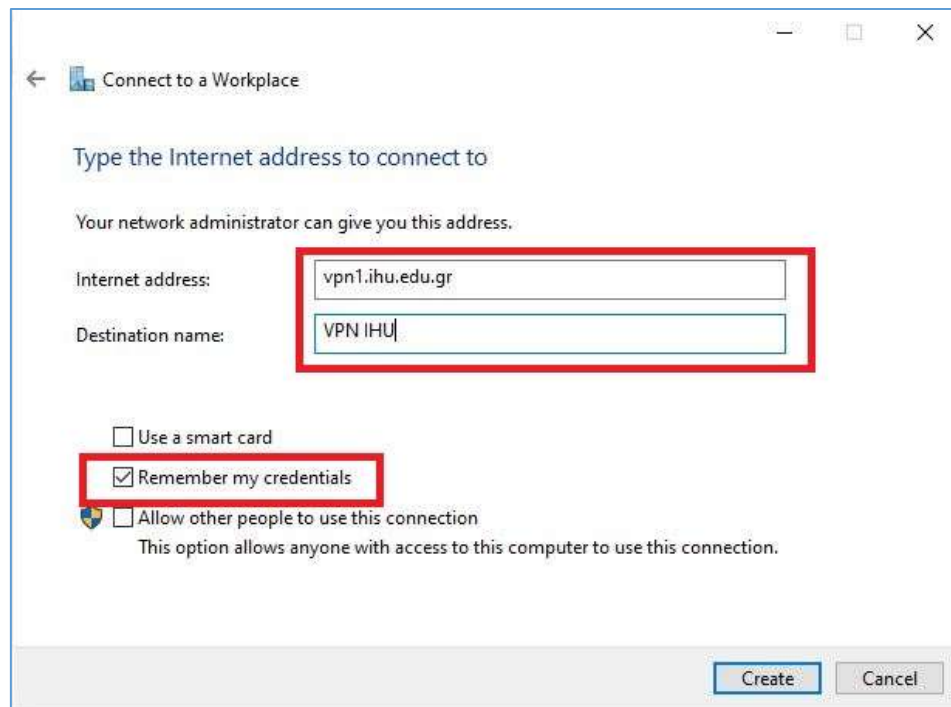 Connect to a Workplace
Type the Internet address to connect to
Your network administrator can give you this address.
Internet address: vpn1.ihu.edu.gr
Destination name: VPN IHU
Use a smart card
Remember my credentials
Allow other people to use this connection
This option allows anyone with access to this computer to use this connection.
Create Cancel